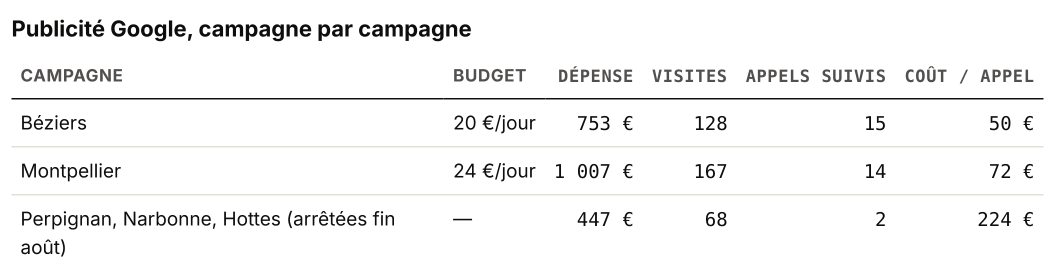 Publicité Google, campagne par campagne
CAMPAGNE BUDGET DÉPENSE VISITES APPELS SUIVIS COÛT / APPEL
Béziers 20 €/jour 753 € 128 15 50 €
Montpellier 24 €/jour 1 007 € 167 14 72 €
Perpignan, Narbonne, Hottes (arrêtées fin — 447 € 68 2 224 €
août)